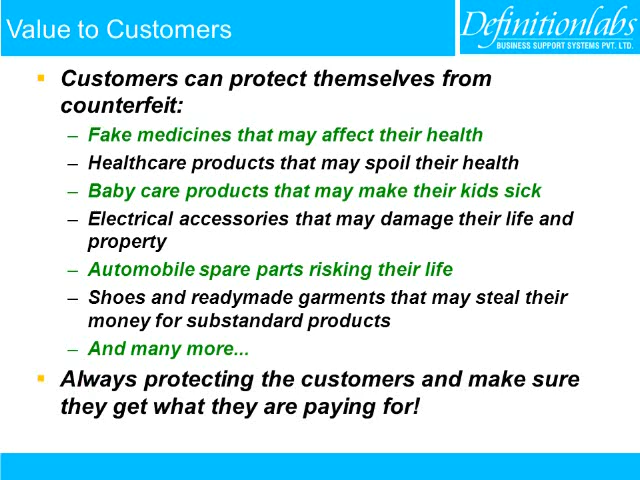 Value to Customers
Definitionlabs
BUSINESS SUPPORT SYSTEMS PVT. LTD.
▪ Customers can protect themselves from
counterfeit:
– Fake medicines that may affect their health
– Healthcare products that may spoil their health
– Baby care products that may make their kids sick
– Electrical accessories that may damage their life and
property
– Automobile spare parts risking their life
– Shoes and readymade garments that may steal their
money for substandard products
– And many more...
▪ Always protecting the customers and make sure
they get what they are paying for!